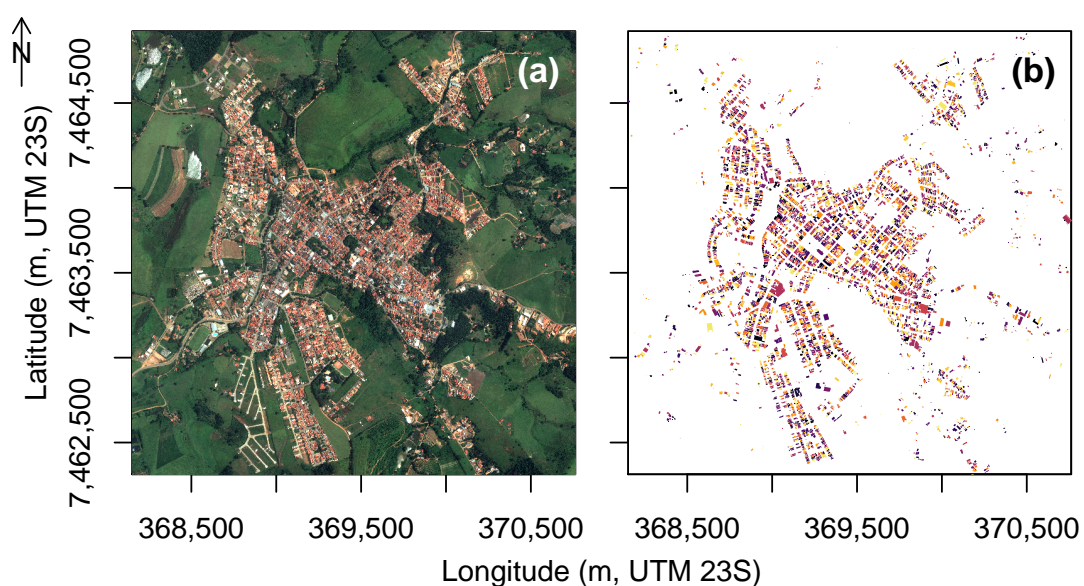 N
(a)
(b)
7,464,500
7,463,500
7,462,500
Latitude (m, UTM 23S)
368,500
369,500
370,500
368,500
369,500
370,500
Longitude (m, UTM 23S)